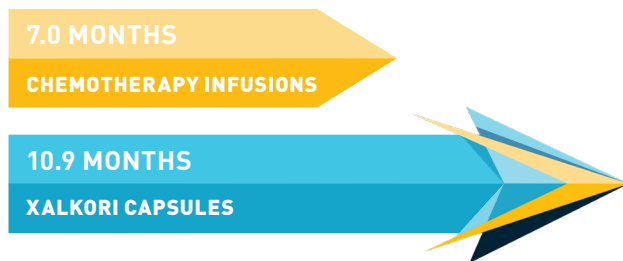 7.0 MONTHS
CHEMOTHERAPY INFUSIONS
10.9 MONTHS
XALKORI CAPSULES